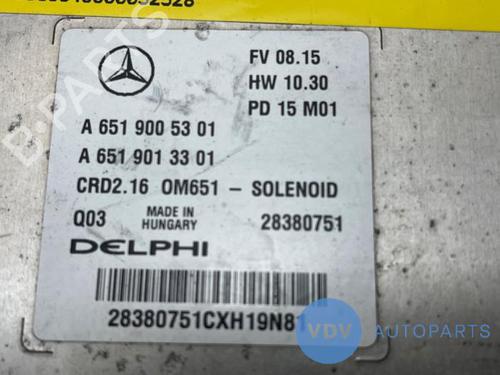 FV 08.15
HW 10.30
PD 15 M01
A 651 900 53 01
A 651 901 33 01
CRD2.16 OM651 – SOLENOID
Q03 MADE IN HUNGARY 28380751
DELPHI
28380751CXH19N81
VDV AUTOPARTS